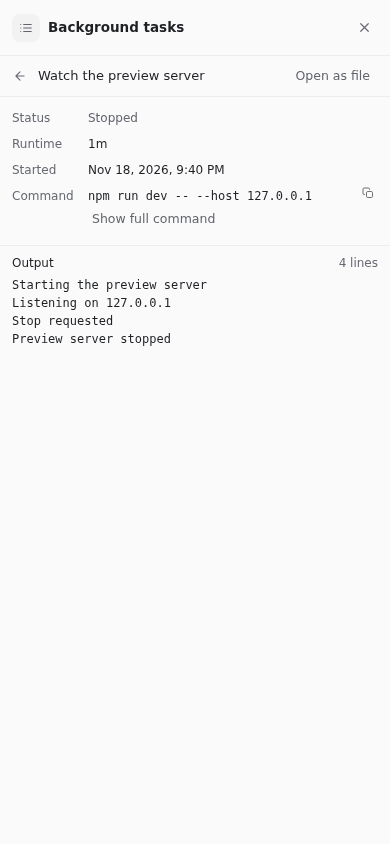 Background tasks
Watch the preview server
Open as file
Status Stopped
Runtime 1m
Started Nov 18, 2026, 9:40 PM
Command npm run dev -- --host 127.0.0.1
Show full command
Output 4 lines
Starting the preview server
Listening on 127.0.0.1
Stop requested
Preview server stopped